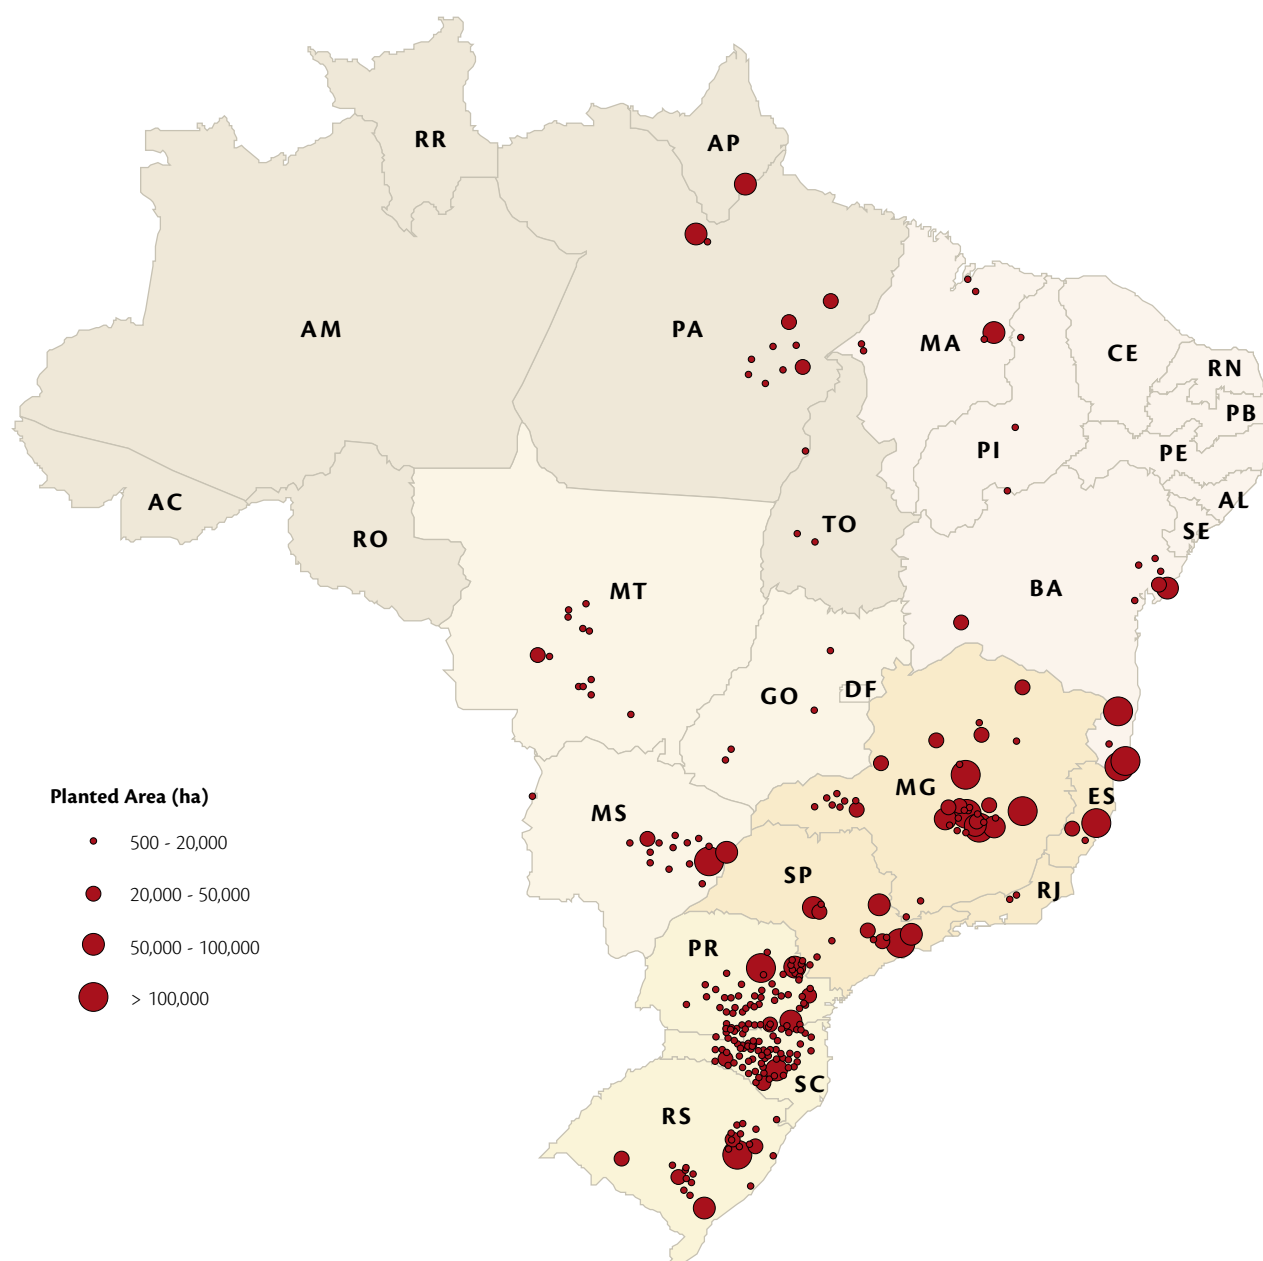 RR
AP
AM
PA
MA
CE
RN
PB
PI
PE
AL
AC
SE
TO
RO
BA
MT
GO
DF
MG
ES
MS
SP
RJ
PR
SC
RS
Planted Area (ha)
500 - 20,000
20,000 - 50,000
50,000 - 100,000
> 100,000